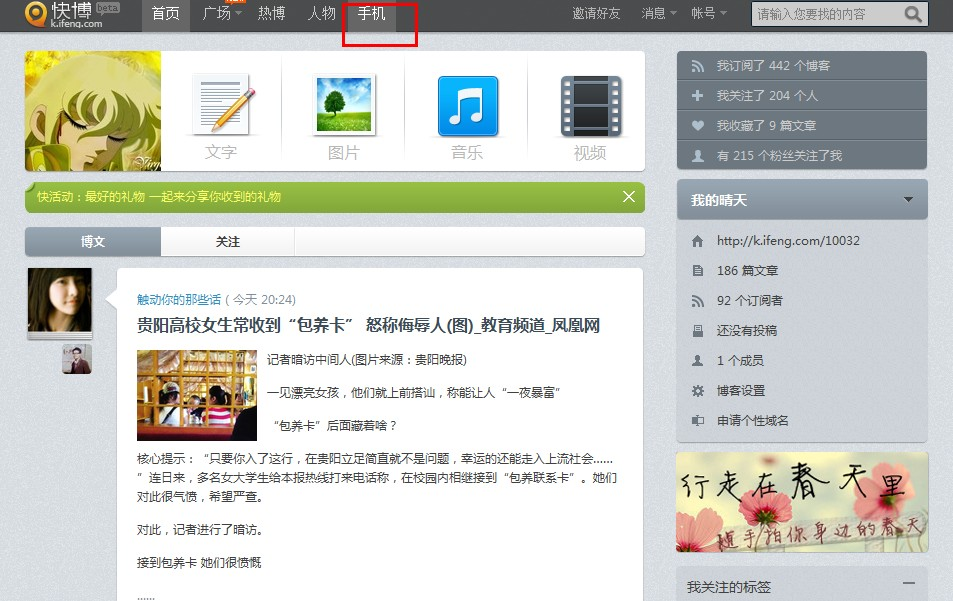 快博 beta
k.ifeng.com
首页 广场 热博 人物 手机 邀请好友 消息 帐号 请输入您要找的内容
文字 图片 音乐 视频
快活动：最好的礼物 一起来分享你收到的礼物
博文 关注
触动你的那些话 ( 今天 20:24)
贵阳高校女生常收到“包养卡” 怒称侮辱人(图)_教育频道_凤凰网
记者暗访中间人(图片来源：贵阳晚报)
一见漂亮女孩，他们就上前搭讪，称能让人“一夜暴富”
“包养卡”后面藏着啥？
核心提示：“只要你入了这行，在贵阳立足简直就不是问题，幸运的还能走入上流社会……
”连日来，多名女大学生给本报热线打来电话称，在校园内相继接到“包养联系卡”。她们
对此很气愤，希望严查。
对此，记者进行了暗访。
接到包养卡 她们很愤慨
......
我订阅了 442 个博客
我关注了 204 个人
我收藏了 9 篇文章
有 215 个粉丝关注了我
我的晴天
http://k.ifeng.com/10032
186 篇文章
92 个订阅者
还没有投稿
1 个成员
博客设置
申请个性域名
行走在春天里
随手拍你身边的春天
我关注的标签